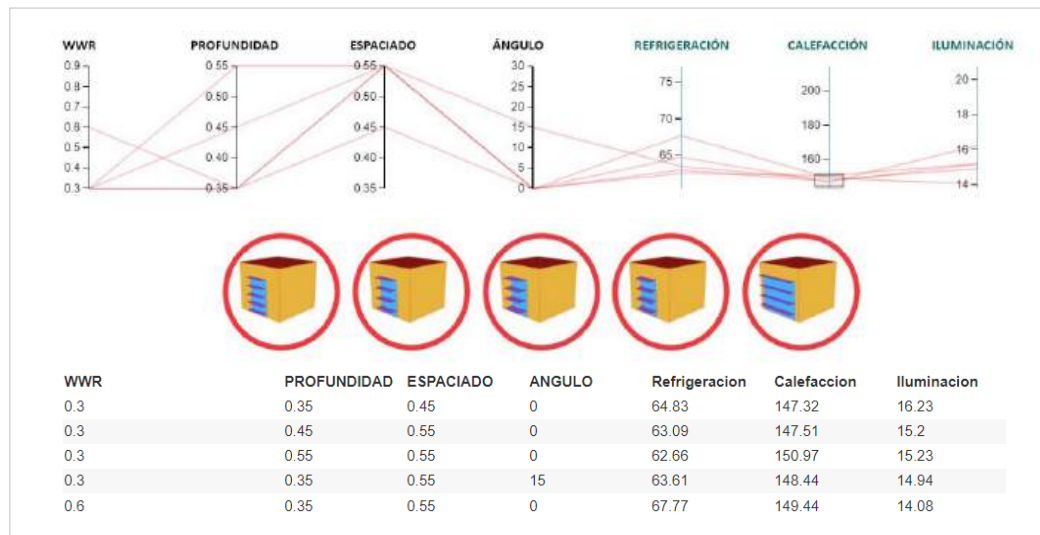 WWR PROFUNDIDAD ESPACIADO ÁNGULO REFRIGERACIÓN CALEFACCIÓN ILUMINACIÓN
0.9 0.55 0.55 30 75 200 20
0.8 0.50 0.50 25 70 180 18
0.7 0.45 0.45 20 65 160 16
0.6 0.40 0.40 15 14
0.5 0.35 0.35 10
0.4 5
0.3 0
WWR PROFUNDIDAD ESPACIADO ANGULO Refrigeracion Calefaccion Iluminacion
0.3 0.35 0.45 0 64.83 147.32 16.23
0.3 0.45 0.55 0 63.09 147.51 15.2
0.3 0.55 0.55 0 62.66 150.97 15.23
0.3 0.35 0.55 15 63.61 148.44 14.94
0.6 0.35 0.55 0 67.77 149.44 14.08